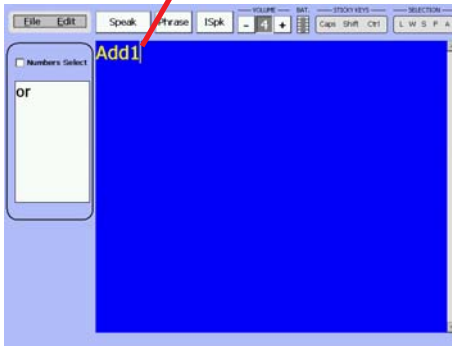 VOLUME BAT. STICKY KEYS SELECTION
File Edit Speak Phrase ISpk - 4 + Caps Shift Ctrl L W S P A
Numbers Select
Add1
or